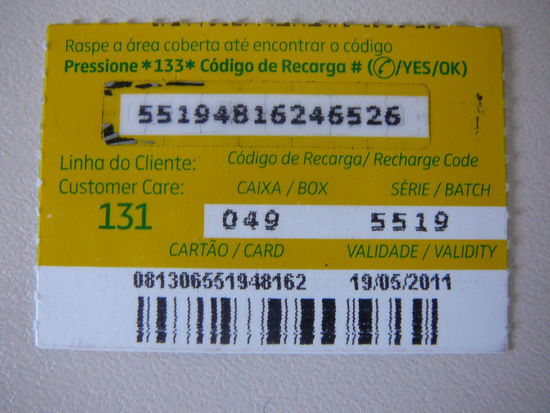 Raspe a área coberta até encontrar o código
Pressione *133* Código de Recarga # (✆/YES/OK)
55194816246526
Linha do Cliente: Código de Recarga/ Recharge Code
Customer Care: CAIXA / BOX SÉRIE / BATCH
131 049 5519
CARTÃO / CARD VALIDADE / VALIDITY
081306551948162 19/05/2011